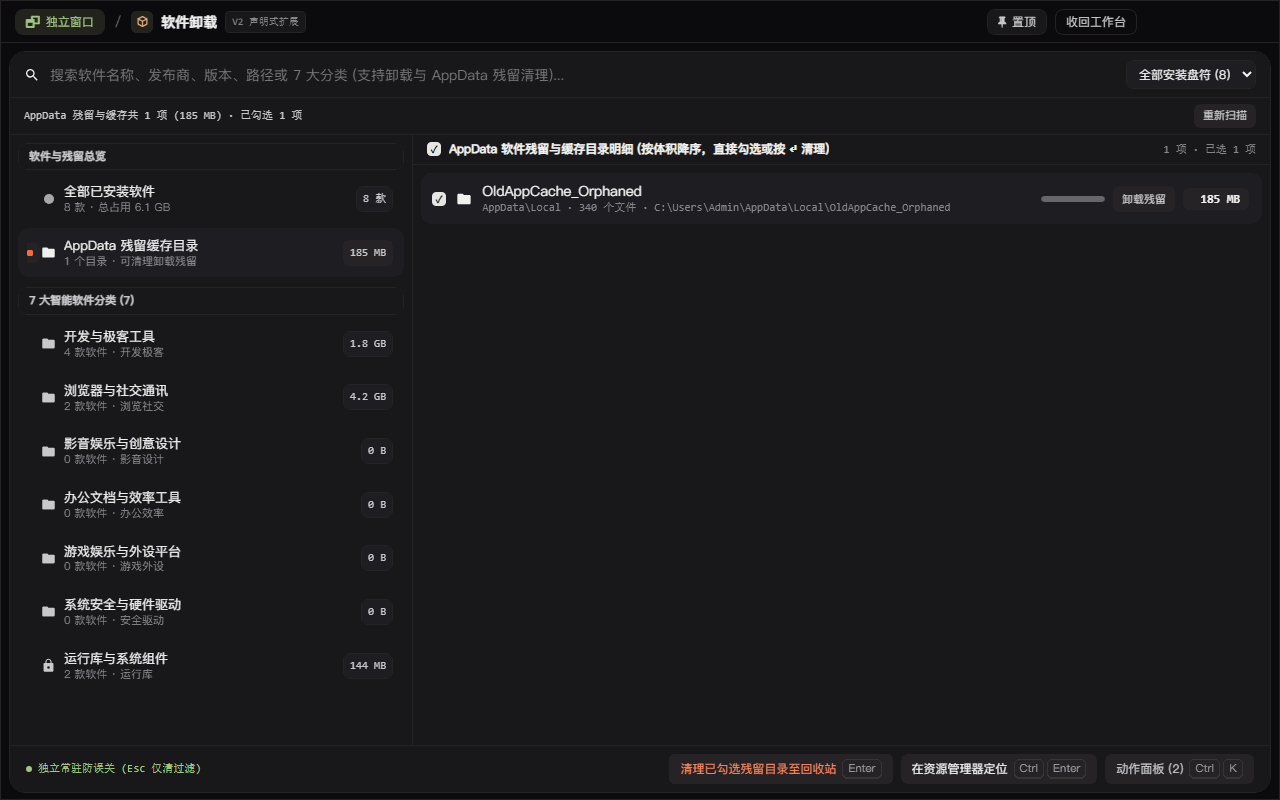 独立窗口 / 软件卸载 V2 声明式扩展 置顶 收回工作台
搜索软件名称、发布商、版本、路径或 7 大分类 (支持卸载与 AppData 残留清理)... 全部安装盘符 (8)
AppData 残留与缓存共 1 项 (185 MB) · 已勾选 1 项 重新扫描
软件与残留总览
全部已安装软件
8 款 · 总占用 6.1 GB
8 款
AppData 残留缓存目录
1 个目录 · 可清理卸载残留
185 MB
7 大智能软件分类 (7)
开发与极客工具
4 款软件 · 开发极客
1.8 GB
浏览器与社交通讯
2 款软件 · 浏览社交
4.2 GB
影音娱乐与创意设计
0 款软件 · 影音设计
0 B
办公文档与效率工具
0 款软件 · 办公效率
0 B
游戏娱乐与外设平台
0 款软件 · 游戏外设
0 B
系统安全与硬件驱动
0 款软件 · 安全驱动
0 B
运行库与系统组件
2 款软件 · 运行库
144 MB
AppData 软件残留与缓存目录明细 (按体积降序，直接勾选或按 ↵ 清理) 1 项 · 已选 1 项
OldAppCache_Orphaned
AppData\Local · 340 个文件 · C:\Users\Admin\AppData\Local\OldAppCache_Orphaned
卸载残留 185 MB
独立常驻防误关 (Esc 仅清过滤) 清理已勾选残留目录至回收站 Enter 在资源管理器定位 Ctrl Enter 动作面板 (2) Ctrl K